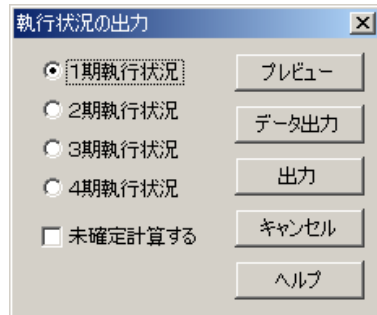 執行状況の出力
1期執行状況
2期執行状況
3期執行状況
4期執行状況
未確定計算する
プレビュー
データ出力
出力
キャンセル
ヘルプ